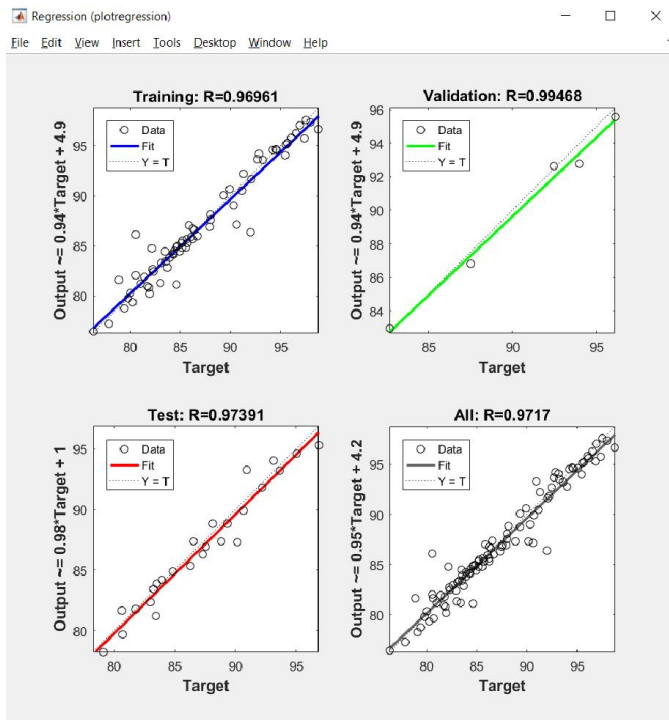 Regression (plotregression)
File Edit View Insert Tools Desktop Window Help
Training: R=0.96961
Output ~= 0.94*Target + 4.9
95
90
85
80
Data
Fit
Y = T
80 85 90 95
Target
Validation: R=0.99468
Output ~= 0.94*Target + 4.9
96
94
92
90
88
86
84
Data
Fit
Y = T
85 90 95
Target
Test: R=0.97391
Output ~= 0.98*Target + 1
95
90
85
80
Data
Fit
Y = T
80 85 90 95
Target
All: R=0.9717
Output ~= 0.95*Target + 4.2
95
90
85
80
Data
Fit
Y = T
80 85 90 95
Target